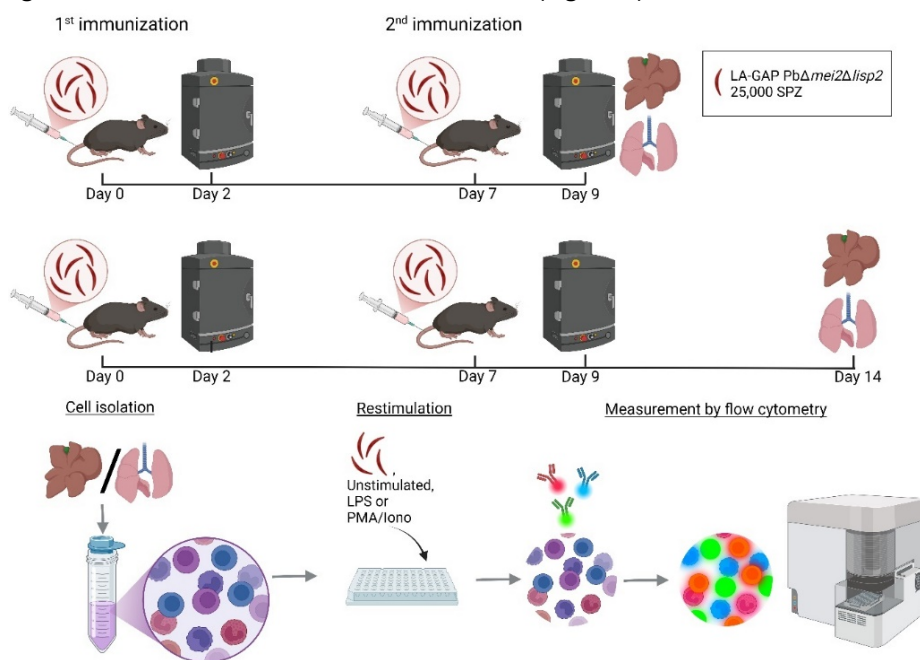 1st immunization
2nd immunization
LA-GAP PbΔmei2Δlisp2
25,000 SPZ
Day 0
Day 2
Day 7
Day 9
Day 0
Day 2
Day 7
Day 9
Day 14
Cell isolation
Restimulation
Measurement by flow cytometry
,
Unstimulated,
LPS or
PMA/Iono